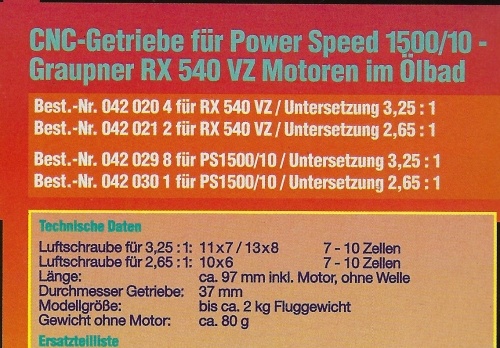 CNC-Getriebe für Power Speed 1500/10 -
Graupner RX 540 VZ Motoren im Ölbad
Best.-Nr. 042 020 4 für RX 540 VZ / Untersetzung 3,25 : 1
Best.-Nr. 042 021 2 für RX 540 VZ / Untersetzung 2,65 : 1
Best.-Nr. 042 029 8 für PS1500/10 / Untersetzung 3,25 : 1
Best.-Nr. 042 030 1 für PS1500/10 / Untersetzung 2,65 : 1
Technische Daten
Luftschraube für 3,25 : 1: 11x7 / 13x8 7 - 10 Zellen
Luftschraube für 2,65 : 1: 10x6 7 - 10 Zellen
Länge: ca. 97 mm inkl. Motor, ohne Welle
Durchmesser Getriebe: 37 mm
Modellgröße: bis ca. 2 kg Fluggewicht
Gewicht ohne Motor: ca. 80 g
Ersatzteilliste